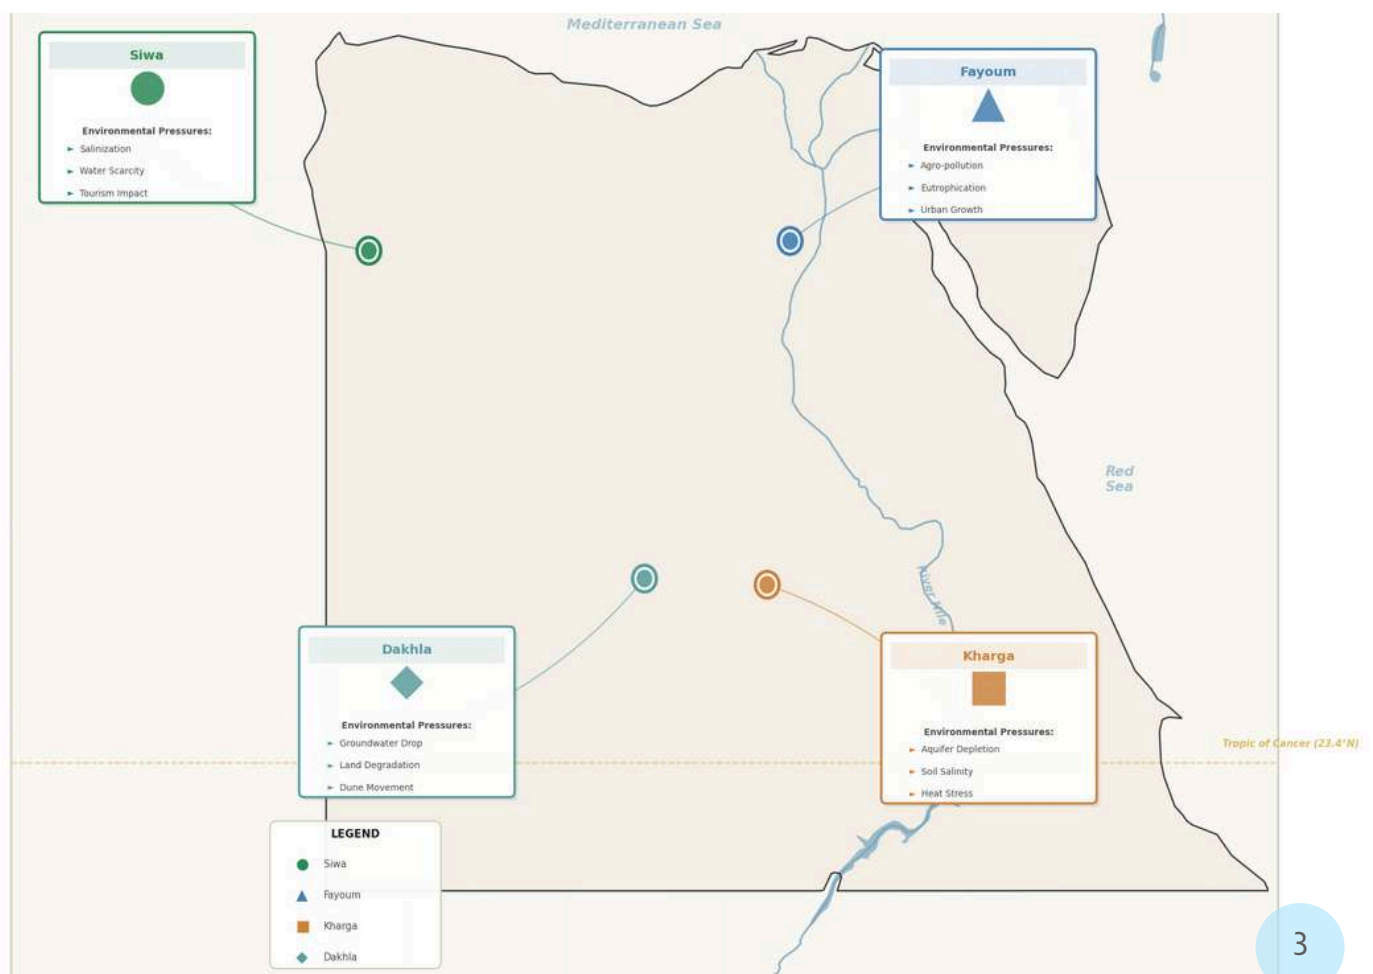 Mediterranean Sea
Siwa
Environmental Pressures:
► Salinization
► Water Scarcity
► Tourism Impact
Fayoum
Environmental Pressures:
► Agro-pollution
► Eutrophication
► Urban Growth
Red
Sea
River Nile
Dakhla
Environmental Pressures:
► Groundwater Drop
► Land Degradation
► Dune Movement
Kharga
Environmental Pressures:
► Aquifer Depletion
► Soil Salinity
► Heat Stress
Tropic of Cancer (23.4°N)
LEGEND
Siwa
Fayoum
Kharga
Dakhla
3